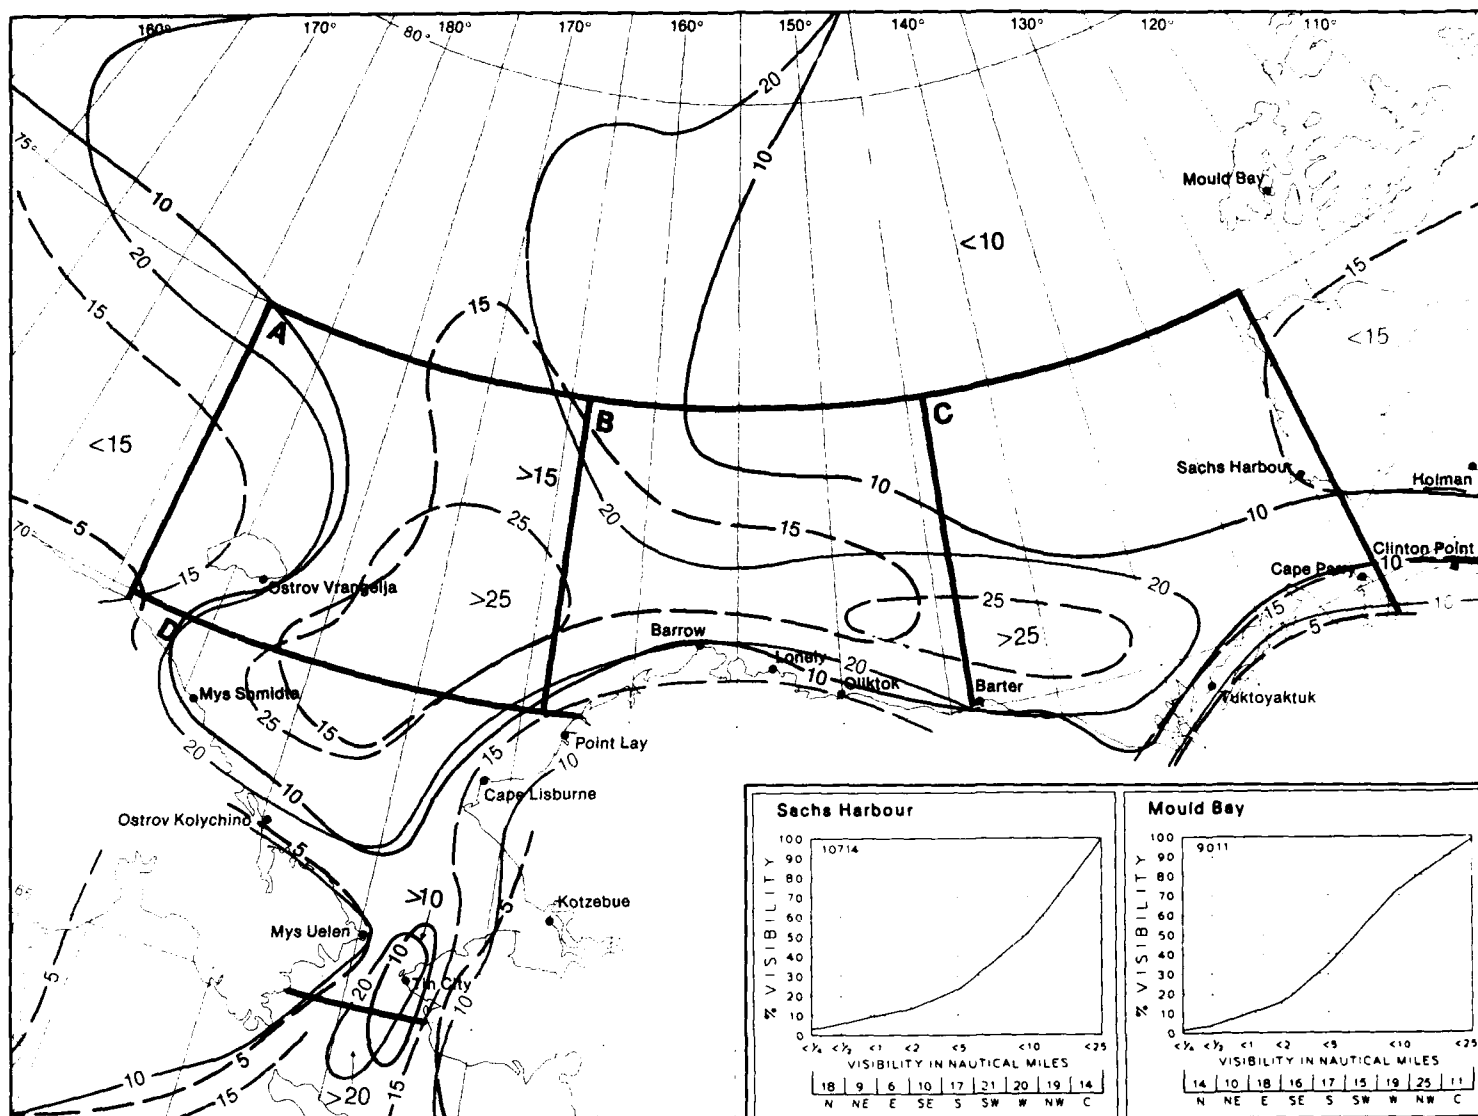 160° 170° 80° 180° 170° 160° 150° 140° 130° 120° 110°
20
10
75°
Mould Bay
10
<10
20
15
15
15
A
<15
B
C
<15
>15
Sachs Harbour
Holman
10
25
15
5
20
10
70
Clinton Point
10
Cape Parry
15
Ostrov Vrangelja
>25
25
20
15
>25
10
5
D
Barrow
Lonely
20
10
Oliktok
Barter
Tuktoyaktuk
Mys Shmidta
25
15
20
15
Point Lay
10
10
Cape Lisburne
Ostrov Kolychino
5
65
>10
5
Kotzebue
Mys Uelen
10
20
Tin City
5
10
5
10
15
15
>20
Sachs Harbour
10714
% VISIBILITY
100
90
80
70
60
50
40
30
20
10
0
<¼ <½ <1 <2 <5 <10 <25
VISIBILITY IN NAUTICAL MILES
18 9 6 10 17 21 20 19 14
N NE E SE S SW W NW C
Mould Bay
9011
% VISIBILITY
100
90
80
70
60
50
40
30
20
10
0
<¼ <½ <1 <2 <5 <10 <25
VISIBILITY IN NAUTICAL MILES
14 10 18 16 17 15 19 25 11
N NE E SE S SW W NW C